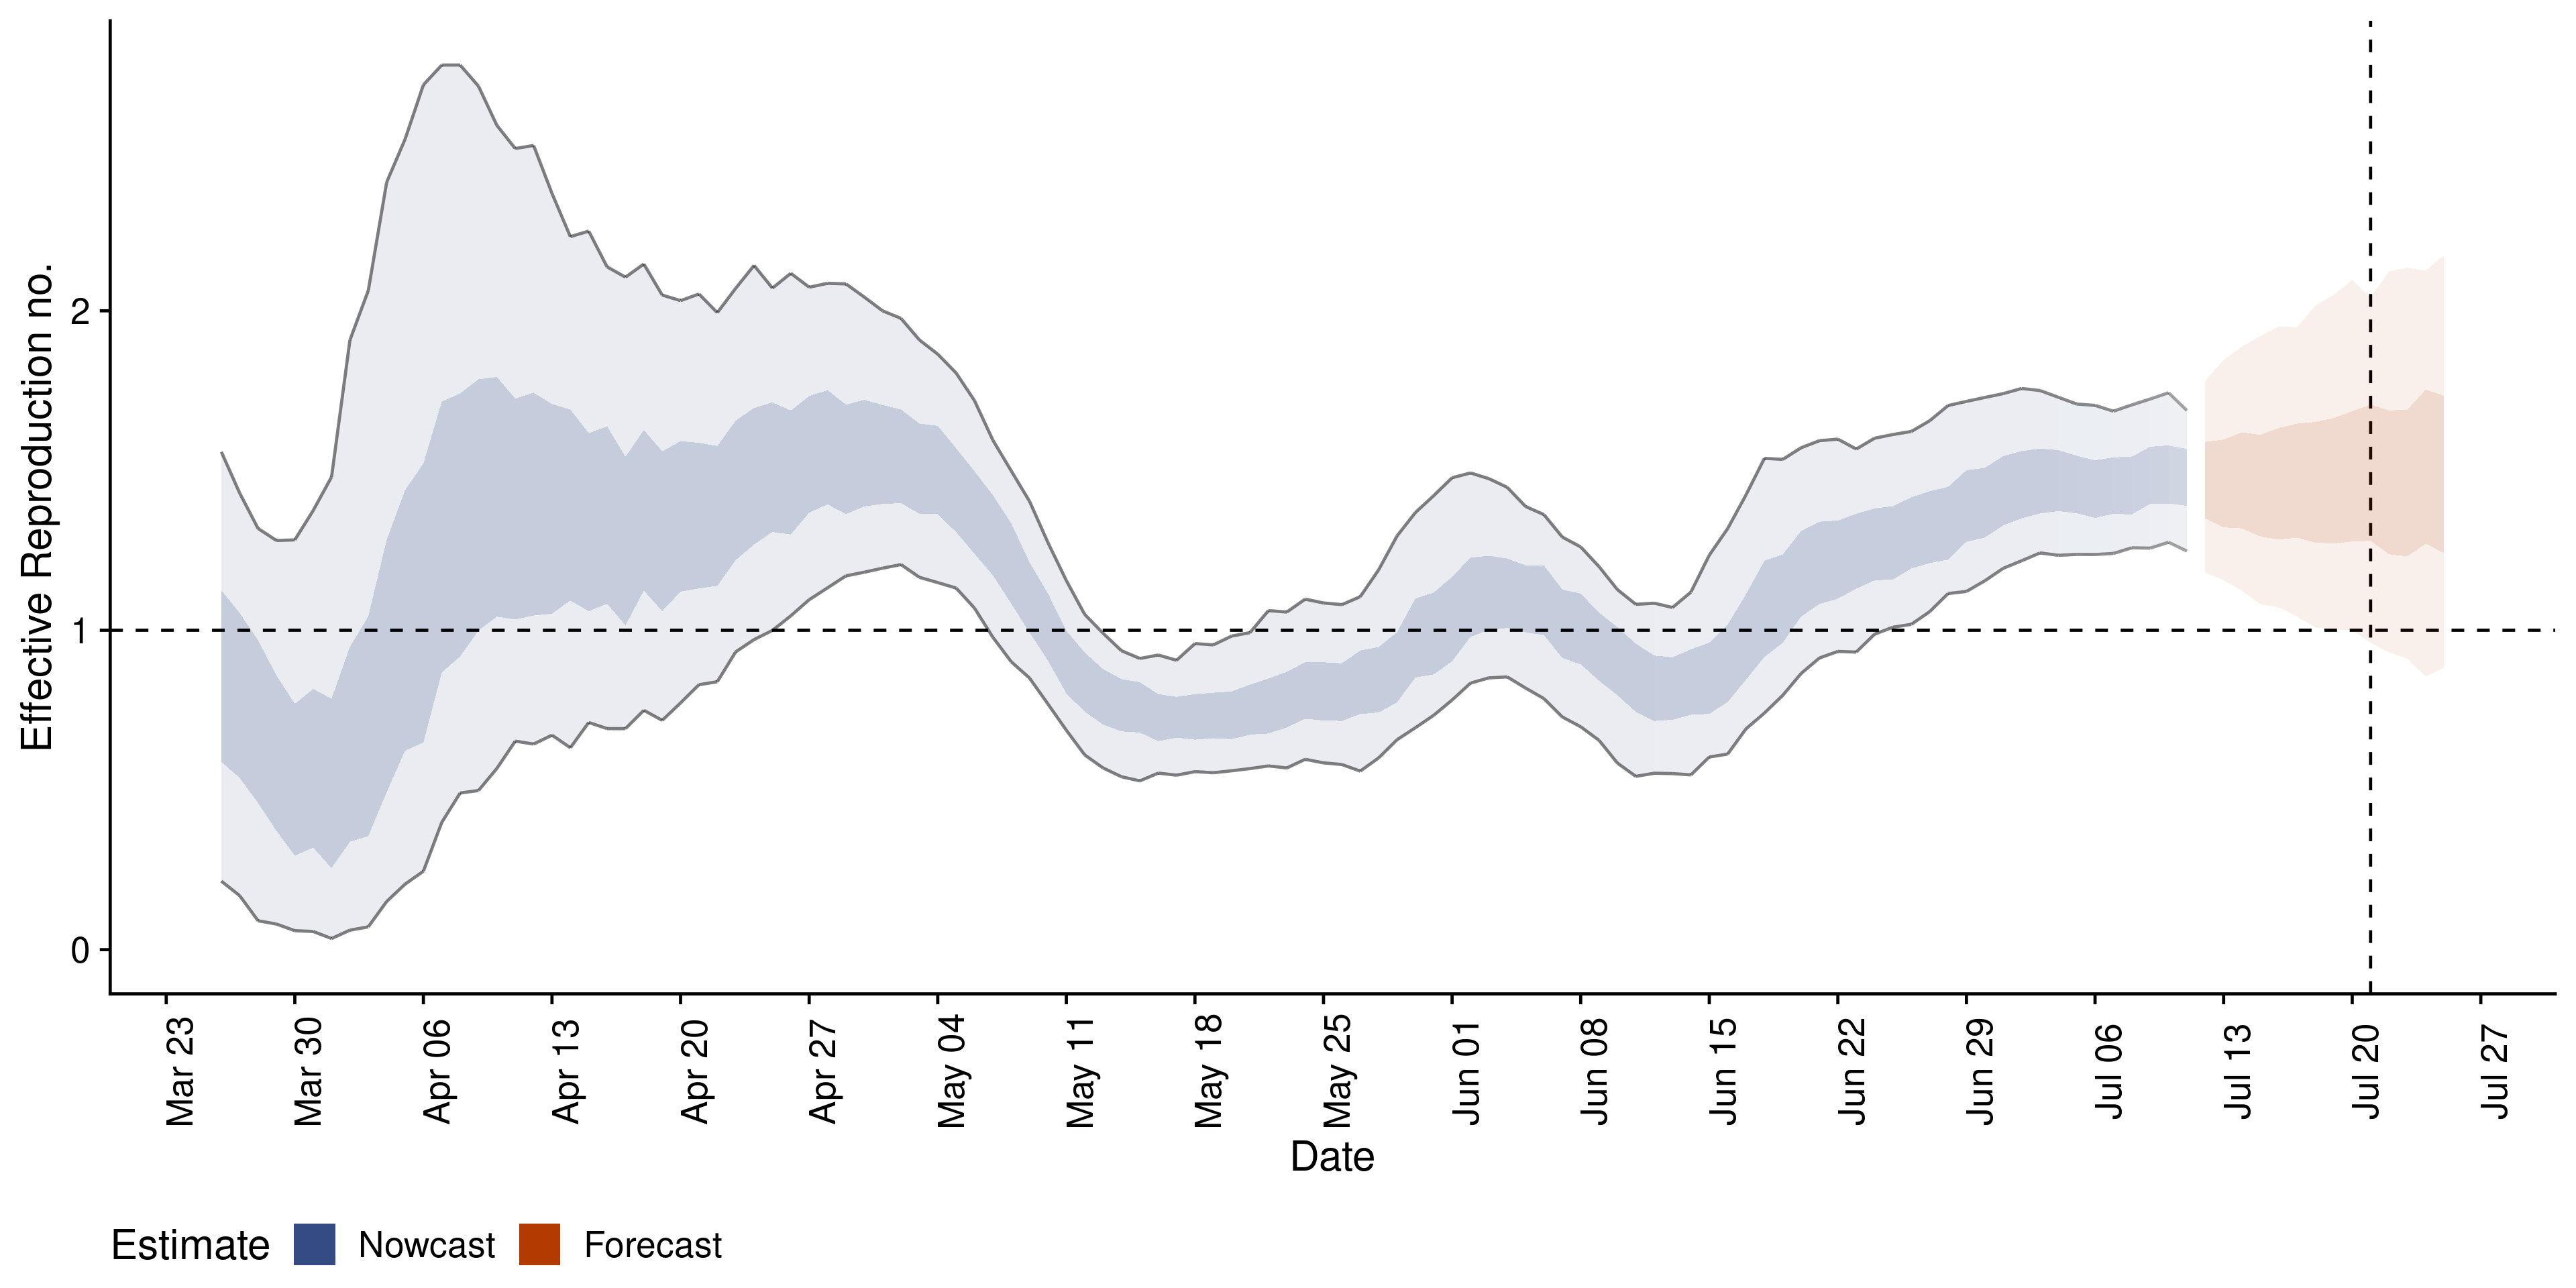 Effective Reproduction no.
2
1
0
Mar 23
Mar 30
Apr 06
Apr 13
Apr 20
Apr 27
May 04
May 11
May 18
May 25
Jun 01
Jun 08
Jun 15
Jun 22
Jun 29
Jul 06
Jul 13
Jul 20
Jul 27
Date
Estimate Nowcast Forecast